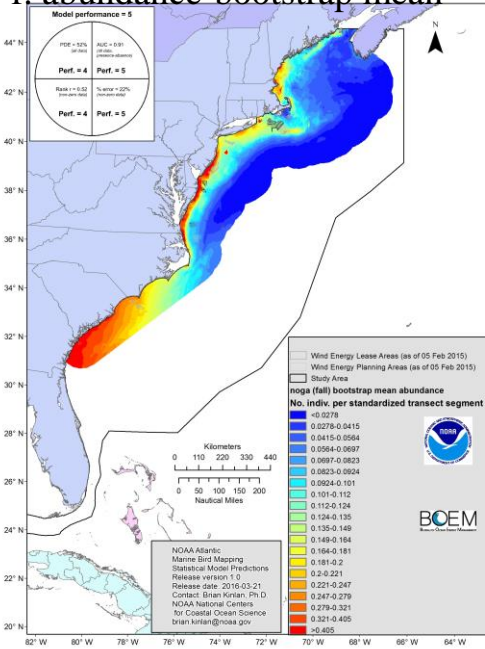 1. abundance-bootstrap mean
Model performance = 5
PDE = 52%
(all data)
Perf. = 4
AUC = 0.91
(all data,
presence/absence)
Perf. = 5
Rank r = 0.52
(non-zero data)
Perf. = 4
% error = 22%
(non-zero data)
Perf. = 5
N
44° N
42° N
40° N
38° N
36° N
34° N
32° N
30° N
28° N
26° N
24° N
22° N
20° N
Wind Energy Lease Areas (as of 05 Feb 2015)
Wind Energy Planning Areas (as of 05 Feb 2015)
Study Area
noga (fall) bootstrap mean abundance
No. indiv. per standardized transect segment
<0.0278
0.0278-0.0415
0.0415-0.0564
0.0564-0.0697
0.0697-0.0823
0.0823-0.0924
0.0924-0.101
0.101-0.112
0.112-0.124
0.124-0.135
0.135-0.149
0.149-0.164
0.164-0.181
0.181-0.2
0.2-0.221
0.221-0.247
0.247-0.279
0.279-0.321
0.321-0.405
>0.405
NOAA
BOEM
Bureau of Ocean Energy Management
Kilometers
0 110 220 330 440
0 50 100 150 200
Nautical Miles
NOAA Atlantic
Marine Bird Mapping
Statistical Model Predictions
Release version 1.0
Release date: 2016-03-21
Contact: Brian Kinlan, Ph.D
NOAA National Centers
for Coastal Ocean Science
brian.kinlan@noaa.gov
82° W 80° W 78° W 76° W 74° W 72° W 70° W 68° W 66° W 64° W